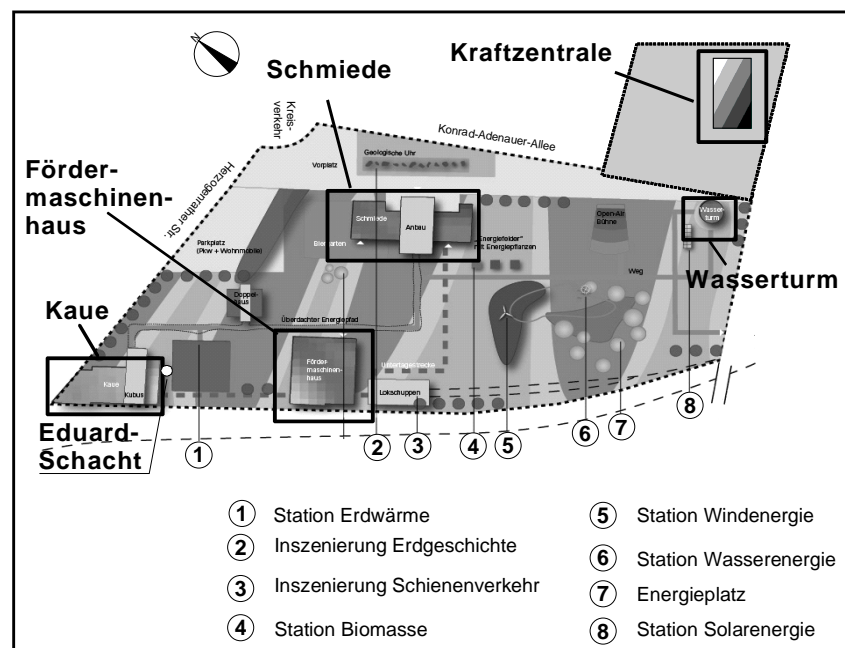 N
Kraftzentrale
Schmiede
Kreis-
verkehr
Konrad-Adenauer-Allee
Geologische Uhr
Vorplatz
Förder-
maschinen-
haus
Herzogenrather Str.
Wasser-
turm
Schmiede
Anbau
Open-Air
Bühne
Biergarten
„Energiefelder“
mit Energiepflanzen
Parkplatz
(Pkw + Wohnmobile)
Weg
Wasserturm
Doppel-
haus
Kaue
Überdachter Energiepfad
Förder-
maschinen-
haus
Untertagestrecke
Kaue
Kubus
Lokschuppen
Eduard-
Schacht
1
2
3
4
5
6
7
8
1 Station Erdwärme
2 Inszenierung Erdgeschichte
3 Inszenierung Schienenverkehr
4 Station Biomasse
5 Station Windenergie
6 Station Wasserenergie
7 Energieplatz
8 Station Solarenergie